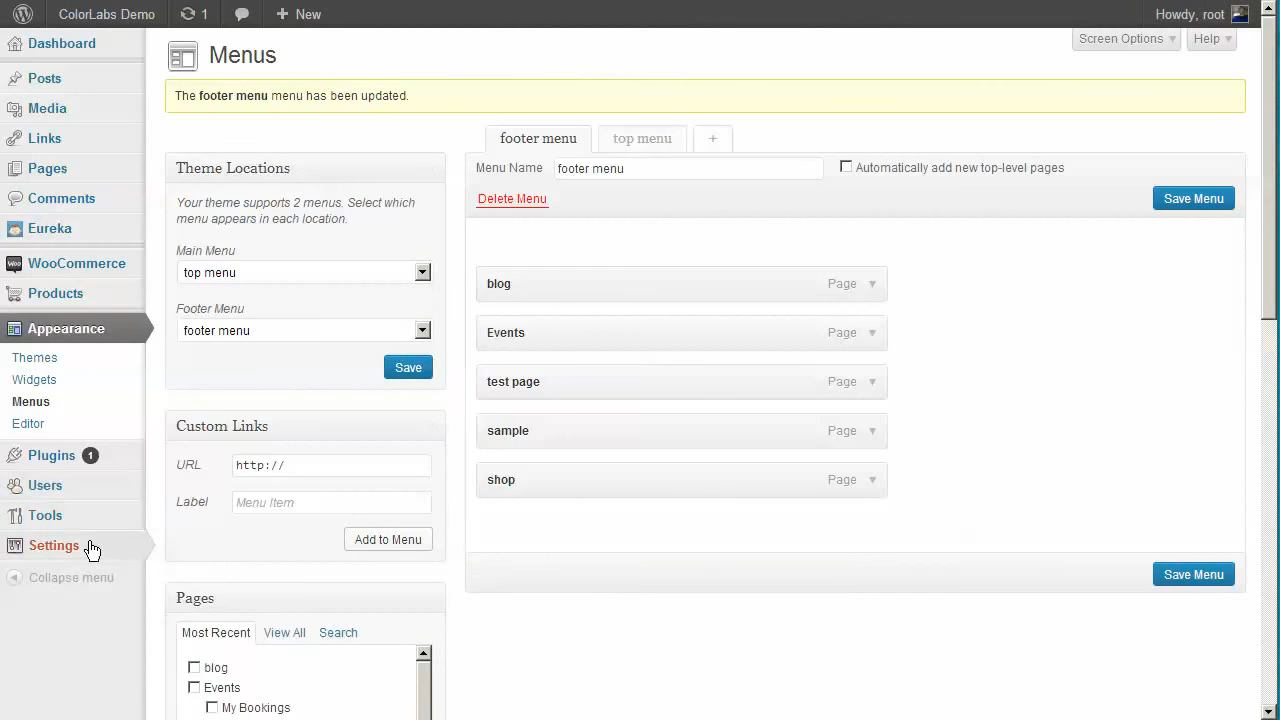 ColorLabs Demo 1 New Howdy, root
Dashboard
Posts
Media
Links
Pages
Comments
Eureka
WooCommerce
Products
Appearance
Themes
Widgets
Menus
Editor
Plugins 1
Users
Tools
Settings
Collapse menu
Screen Options Help
Menus
The footer menu menu has been updated.
Theme Locations
Your theme supports 2 menus. Select which
menu appears in each location.
Main Menu
top menu
Footer Menu
footer menu
Save
Custom Links
URL http://
Label Menu Item
Add to Menu
Pages
Most Recent View All Search
blog
Events
My Bookings
footer menu top menu +
Menu Name footer menu Automatically add new top-level pages
Delete Menu Save Menu
blog Page
Events Page
test page Page
sample Page
shop Page
Save Menu